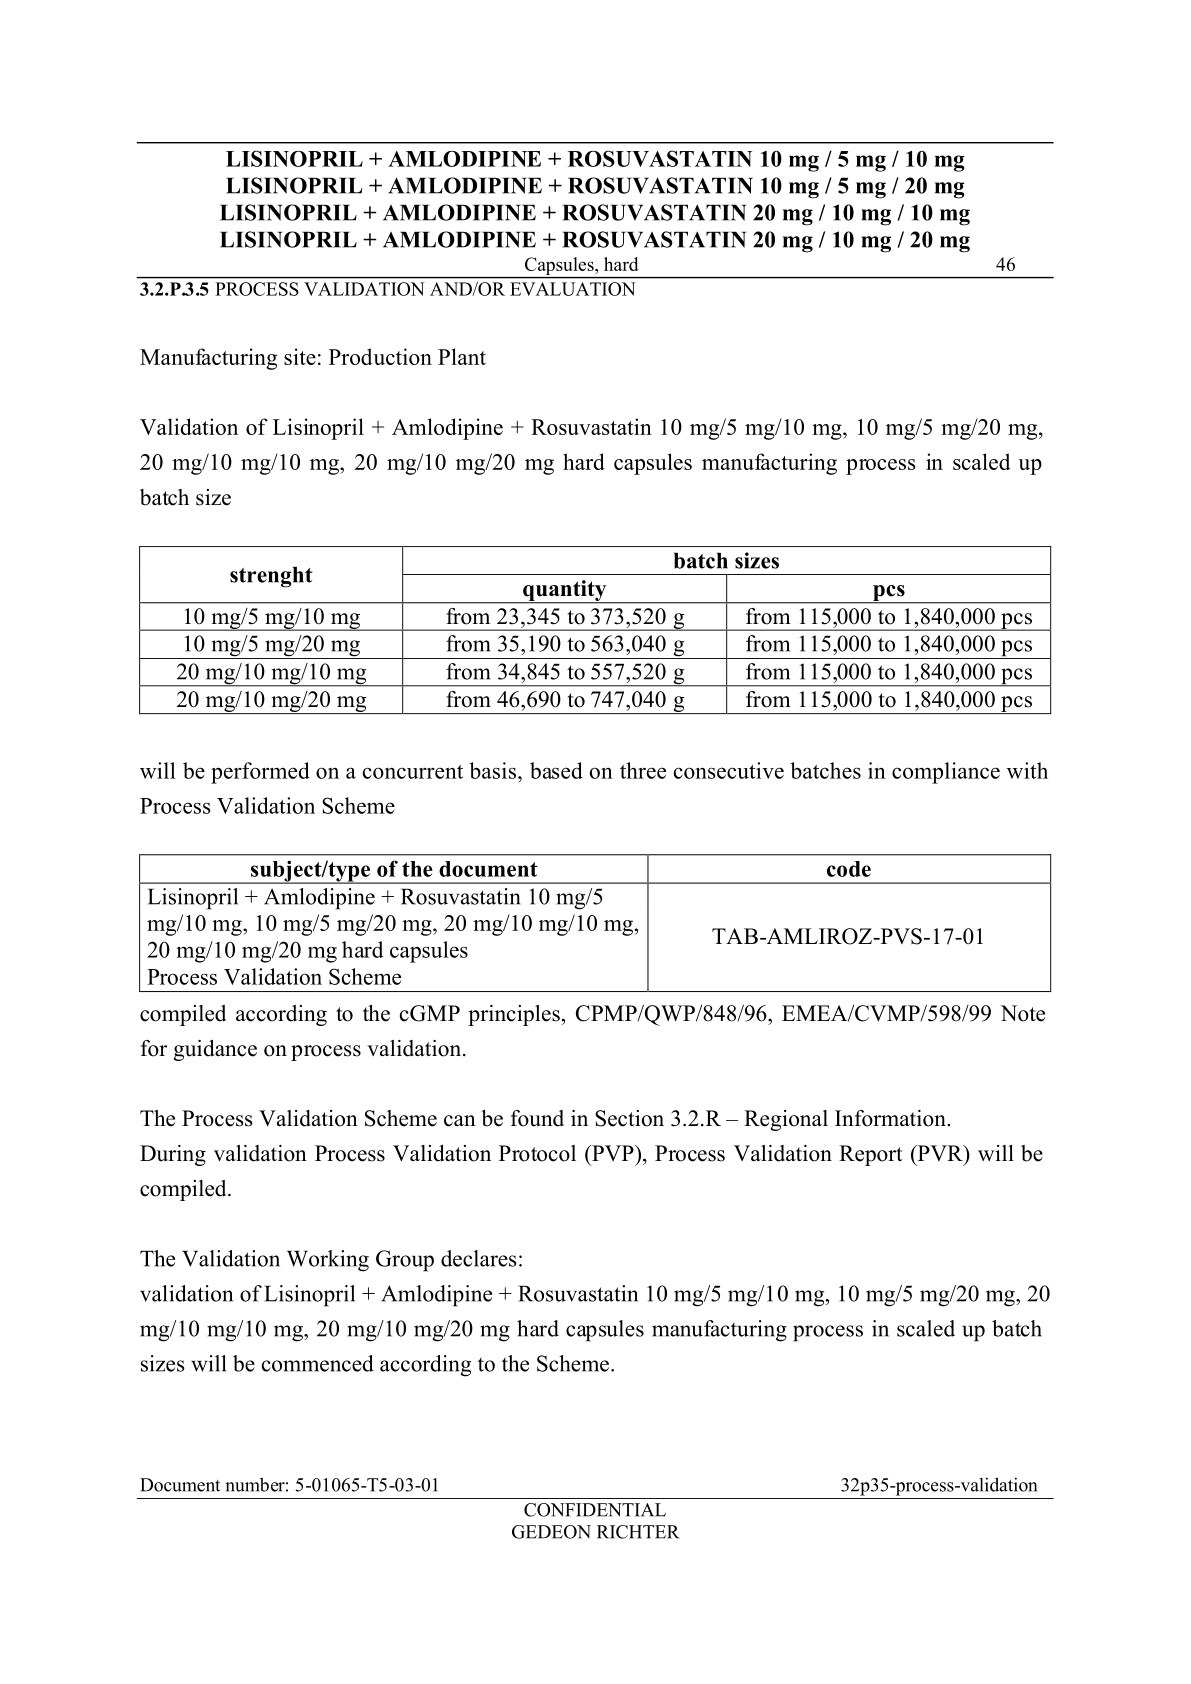 LISINOPRIL + AMLODIPINE + ROSUVASTATIN 10 mg / 5 mg / 10 mg
LISINOPRIL + AMLODIPINE + ROSUVASTATIN 10 mg / 5 mg / 20 mg
LISINOPRIL + AMLODIPINE + ROSUVASTATIN 20 mg / 10 mg / 10 mg
LISINOPRIL + AMLODIPINE + ROSUVASTATIN 20 mg / 10 mg / 20 mg
Capsules, hard 46
3.2.P.3.5 PROCESS VALIDATION AND/OR EVALUATION
Manufacturing site: Production Plant
Validation of Lisinopril + Amlodipine + Rosuvastatin 10 mg/5 mg/10 mg, 10 mg/5 mg/20 mg,
20 mg/10 mg/10 mg, 20 mg/10 mg/20 mg hard capsules manufacturing process in scaled up
batch size
strenght batch sizes
quantity pcs
10 mg/5 mg/10 mg from 23,345 to 373,520 g from 115,000 to 1,840,000 pcs
10 mg/5 mg/20 mg from 35,190 to 563,040 g from 115,000 to 1,840,000 pcs
20 mg/10 mg/10 mg from 34,845 to 557,520 g from 115,000 to 1,840,000 pcs
20 mg/10 mg/20 mg from 46,690 to 747,040 g from 115,000 to 1,840,000 pcs
will be performed on a concurrent basis, based on three consecutive batches in compliance with
Process Validation Scheme
subject/type of the document code
Lisinopril + Amlodipine + Rosuvastatin 10 mg/5
mg/10 mg, 10 mg/5 mg/20 mg, 20 mg/10 mg/10 mg,
20 mg/10 mg/20 mg hard capsules
Process Validation Scheme
TAB-AMLIROZ-PVS-17-01
compiled according to the cGMP principles, CPMP/QWP/848/96, EMEA/CVMP/598/99 Note
for guidance on process validation.
The Process Validation Scheme can be found in Section 3.2.R – Regional Information.
During validation Process Validation Protocol (PVP), Process Validation Report (PVR) will be
compiled.
The Validation Working Group declares:
validation of Lisinopril + Amlodipine + Rosuvastatin 10 mg/5 mg/10 mg, 10 mg/5 mg/20 mg, 20
mg/10 mg/10 mg, 20 mg/10 mg/20 mg hard capsules manufacturing process in scaled up batch
sizes will be commenced according to the Scheme.
Document number: 5-01065-T5-03-01 32p35-process-validation
CONFIDENTIAL
GEDEON RICHTER